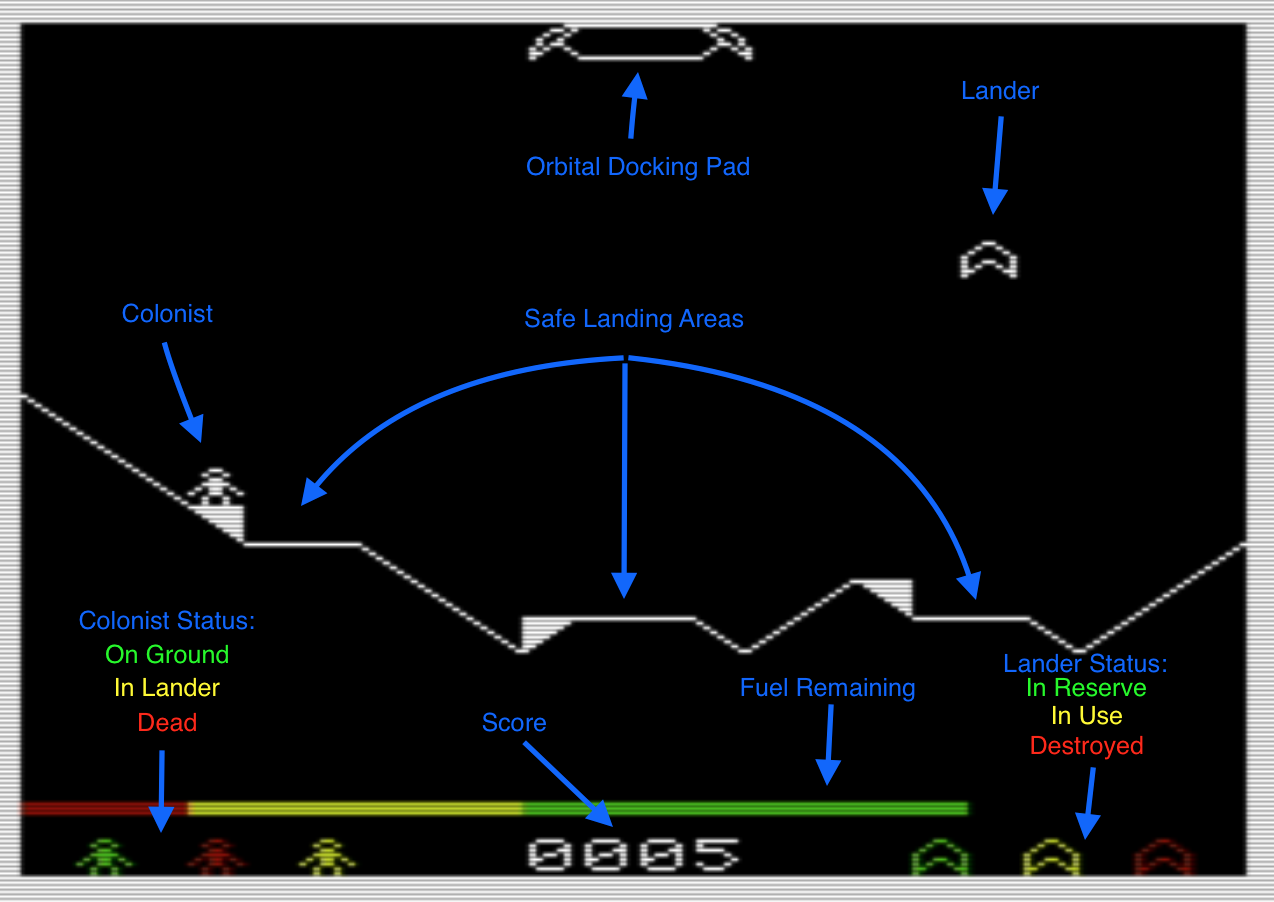 Lander
Orbital Docking Pad
Colonist
Safe Landing Areas
Colonist Status:
On Ground
In Lander
Dead
Score
Fuel Remaining
Lander Status:
In Reserve
In Use
Destroyed
0005